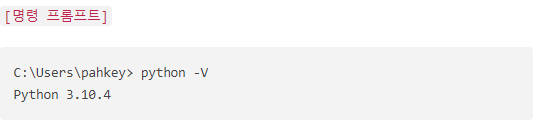 [명령 프롬프트]
C:\Users\pahkey> python -V
Python 3.10.4